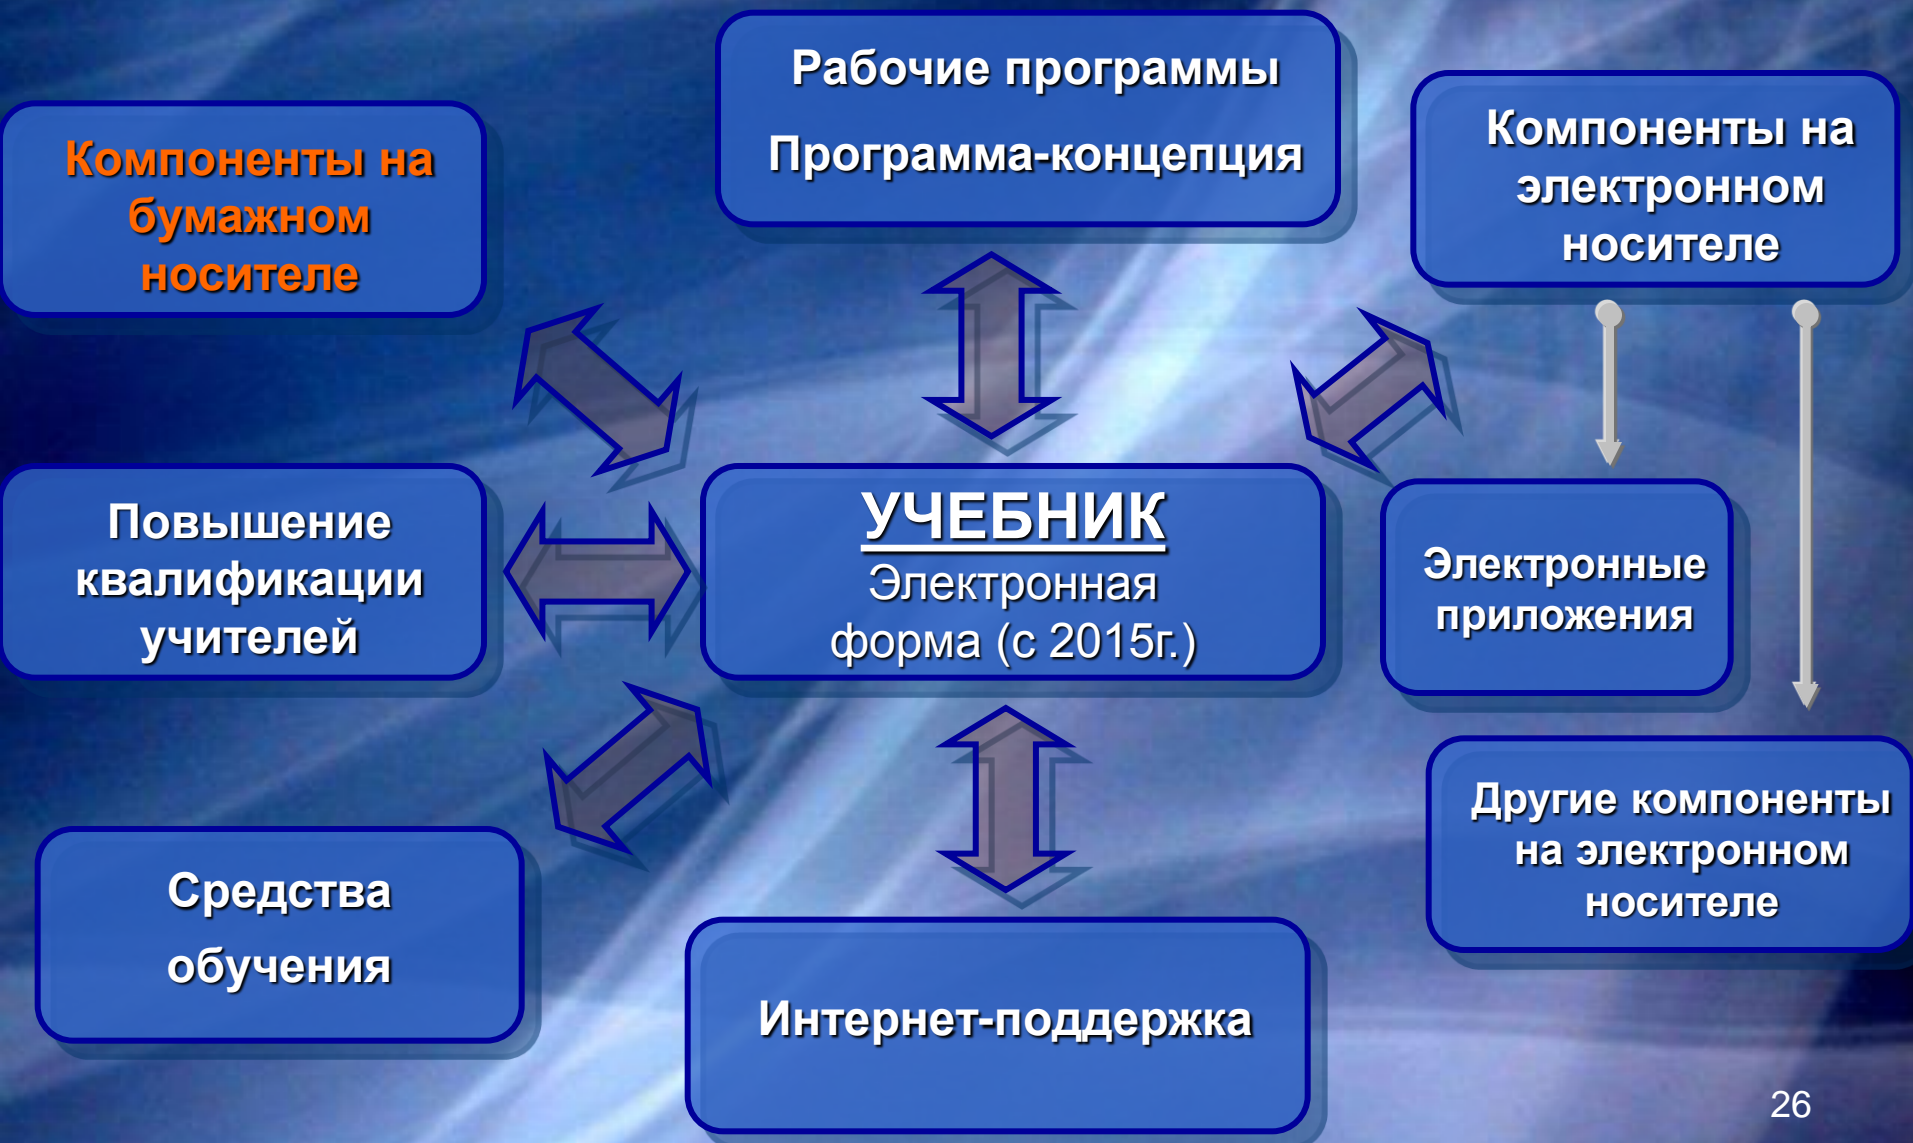 Рабочие программы
Программа-концепция
Компоненты на
бумажном
носителе
Компоненты на
электронном
носителе
Повышение
квалификации
учителей
УЧЕБНИК
Электронная
форма (с 2015г.)
Электронные
приложения
Другие компоненты
на электронном
носителе
Средства
обучения
Интернет-поддержка
26